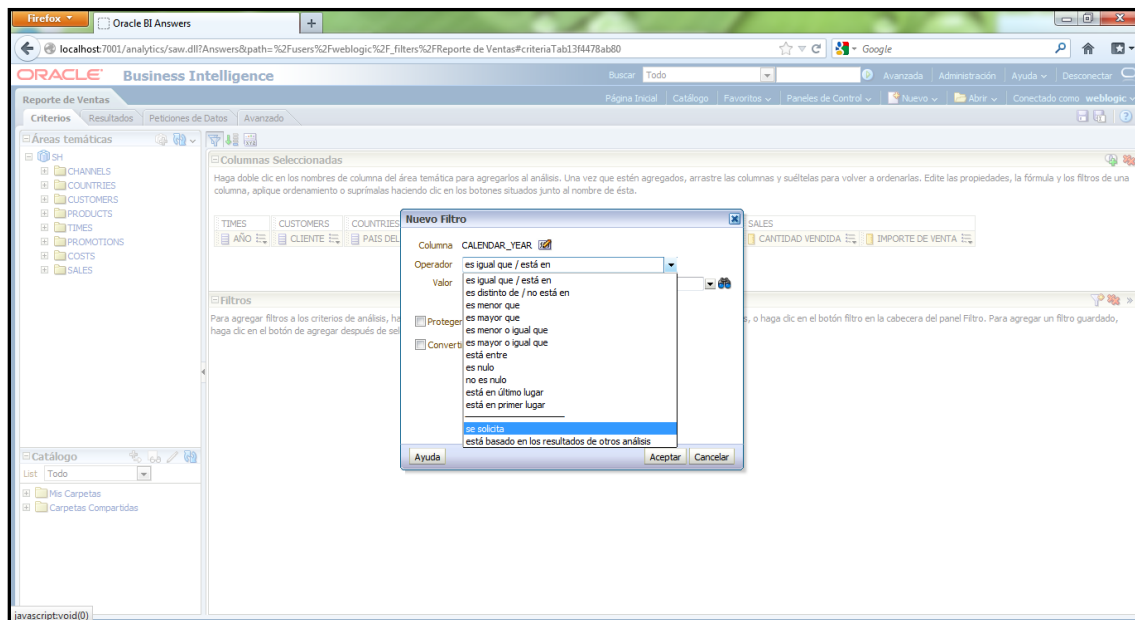 Firefox
Oracle BI Answers
localhost:7001/analytics/saw.dll?Answers&path=%2Fusers%2Fweblogic%2F_filters%2FReporte de Ventas#criteriaTab13f4478ab80
Google
ORACLE Business Intelligence
Buscar Todo Avanzada Administración Ayuda Desconectar
Reporte de Ventas
Página Inicial Catálogo Favoritos Paneles de Control Nuevo Abrir Conectado como weblogic
Criterios Resultados Peticiones de Datos Avanzado
Áreas temáticas
SH
CHANNELS
COUNTRIES
CUSTOMERS
PRODUCTS
TIMES
PROMOTIONS
COSTS
SALES
Columnas Seleccionadas
Haga doble clic en los nombres de columna del área temática para agregarlos al análisis. Una vez que estén agregados, arrastre las columnas y suéltelas para volver a ordenarlas. Edite las propiedades, la fórmula y los filtros de una
columna, aplique ordenamiento o suprímalas haciendo clic en los botones situados junto al nombre de ésta.
TIMES CUSTOMERS COUNTRIES SALES
AÑO CLIENTE PAIS DEL CANTIDAD VENDIDA IMPORTE DE VENTA
Filtros
Para agregar filtros a los criterios de análisis, ha s, o haga clic en el botón filtro en la cabecera del panel Filtro. Para agregar un filtro guardado,
haga clic en el botón de agregar después de sel
Nuevo Filtro
Columna CALENDAR_YEAR
Operador es igual que / está en
Valor
Proteger
Converti
es igual que / está en
es distinto de / no está en
es menor que
es mayor que
es menor o igual que
es mayor o igual que
está entre
es nulo
no es nulo
está en último lugar
está en primer lugar
se solicita
está basado en los resultados de otros análisis
Ayuda Aceptar Cancelar
Catálogo
List Todo
Mis Carpetas
Carpetas Compartidas
javascript:void(0)